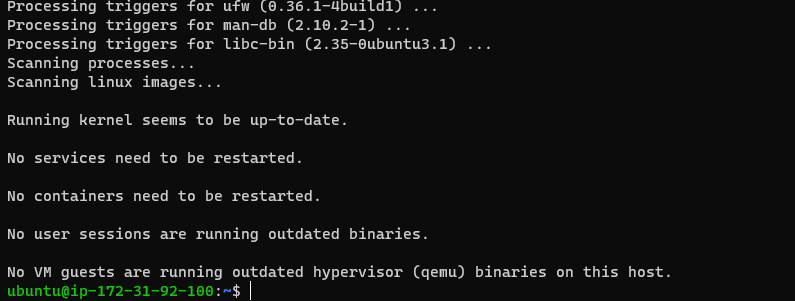 Processing triggers for ufw (0.36.1-4build1) ...
Processing triggers for man-db (2.10.2-1) ...
Processing triggers for libc-bin (2.35-0ubuntu3.1) ...
Scanning processes...
Scanning linux images...
Running kernel seems to be up-to-date.
No services need to be restarted.
No containers need to be restarted.
No user sessions are running outdated binaries.
No VM guests are running outdated hypervisor (qemu) binaries on this host.
ubuntu@ip-172-31-92-100:~$